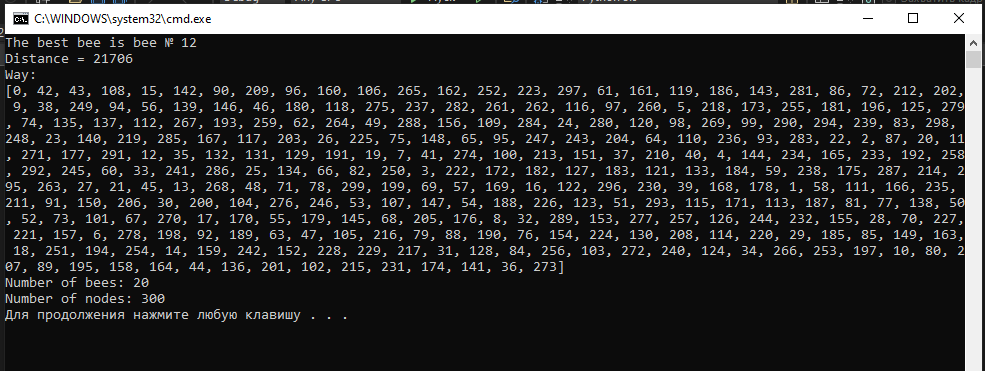 C:\WINDOWS\system32\cmd.exe
The best bee is bee № 12
Distance = 21706
Way:
[0, 42, 43, 108, 15, 142, 90, 209, 96, 160, 106, 265, 162, 252, 223, 297, 61, 161, 119, 186, 143, 281, 86, 72, 212, 202,
 9, 38, 249, 94, 56, 139, 146, 46, 180, 118, 275, 237, 282, 261, 262, 116, 97, 260, 5, 218, 173, 255, 181, 196, 125, 279
, 74, 135, 137, 112, 267, 193, 259, 62, 264, 49, 288, 156, 109, 284, 24, 280, 120, 98, 269, 99, 290, 294, 239, 83, 298,
248, 23, 140, 219, 285, 167, 117, 203, 26, 225, 75, 148, 65, 95, 247, 243, 204, 64, 110, 236, 93, 283, 22, 2, 87, 20, 11
, 271, 177, 291, 12, 35, 132, 131, 129, 191, 19, 7, 41, 274, 100, 213, 151, 37, 210, 40, 4, 144, 234, 165, 233, 192, 258
, 292, 245, 60, 33, 241, 286, 25, 134, 66, 82, 250, 3, 222, 172, 182, 127, 183, 121, 133, 184, 59, 238, 175, 287, 214, 2
95, 263, 27, 21, 45, 13, 268, 48, 71, 78, 299, 199, 69, 57, 169, 16, 122, 296, 230, 39, 168, 178, 1, 58, 111, 166, 235,
211, 91, 150, 206, 30, 200, 104, 276, 246, 53, 107, 147, 54, 188, 226, 123, 51, 293, 115, 171, 113, 187, 81, 77, 138, 50
, 52, 73, 101, 67, 270, 17, 170, 55, 179, 145, 68, 205, 176, 8, 32, 289, 153, 277, 257, 126, 244, 232, 155, 28, 70, 227,
 221, 157, 6, 278, 198, 92, 189, 63, 47, 105, 216, 79, 88, 190, 76, 154, 224, 130, 208, 114, 220, 29, 185, 85, 149, 163,
 18, 251, 194, 254, 14, 159, 242, 152, 228, 229, 217, 31, 128, 84, 256, 103, 272, 240, 124, 34, 266, 253, 197, 10, 80, 2
07, 89, 195, 158, 164, 44, 136, 201, 102, 215, 231, 174, 141, 36, 273]
Number of bees: 20
Number of nodes: 300
Для продолжения нажмите любую клавишу . . .